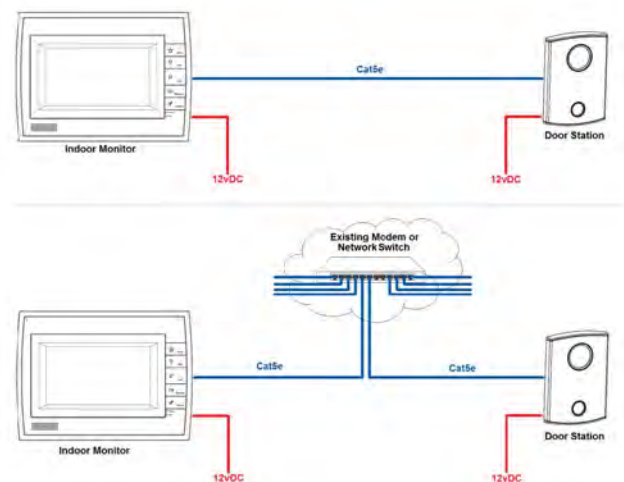 Cat5e
Door Station
Indoor Monitor
12vDC
12vDC
Existing Modem or
Network Switch
Cat5e
Cat5e
Door Station
Indoor Monitor
12vDC
12vDC